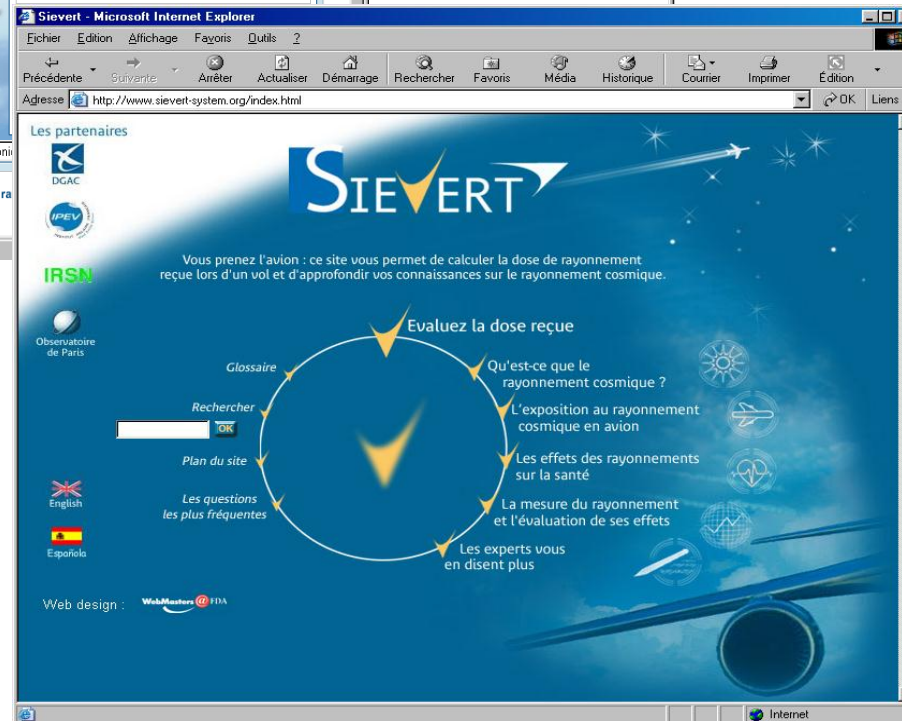 Sievert - Microsoft Internet Explorer
Fichier Edition Affichage Favoris Outils ?
Précédente Suivante Arrêter Actualiser Démarrage Rechercher Favoris Média Historique Courrier Imprimer Édition
Adresse http://www.sievert-system.org/index.html OK Liens
Les partenaires
DGAC
IPEV
IRSN
Observatoire
de Paris
SIEVERT
Vous prenez l'avion : ce site vous permet de calculer la dose de rayonnement
reçue lors d'un vol et d'approfondir vos connaissances sur le rayonnement cosmique.
Evaluez la dose reçue
Qu'est-ce que le
rayonnement cosmique ?
L'exposition au rayonnement
cosmique en avion
Les effets des rayonnements
sur la santé
La mesure du rayonnement
et l'évaluation de ses effets
Les experts vous
en disent plus
Glossaire
Rechercher
OK
Plan du site
Les questions
les plus fréquentes
English
Española
Web design : WebMasters@FDA
Internet